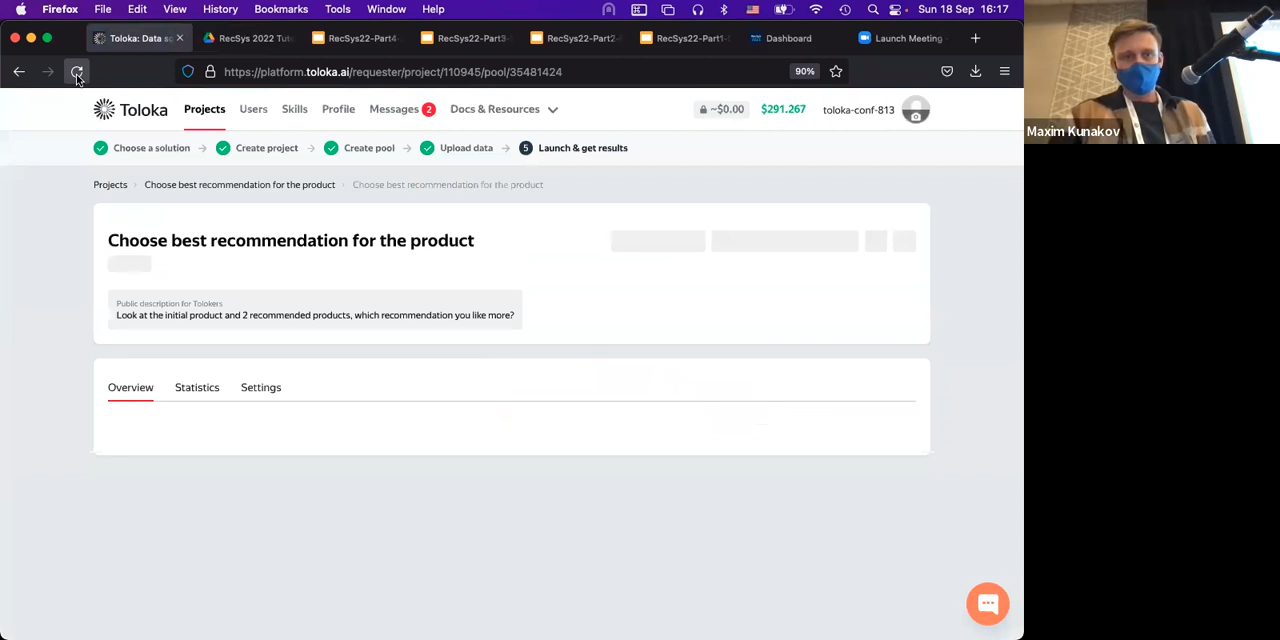 Firefox File Edit View History Bookmarks Tools Window Help Sun 18 Sep 16:17
Toloka: Data so RecSys 2022 Tuto RecSys22-Part4- RecSys22-Part3- RecSys22-Part2- RecSys22-Part1- Dashboard Launch Meeting -
https://platform.toloka.ai/requester/project/110945/pool/35481424 90%
Toloka Projects Users Skills Profile Messages 2 Docs & Resources ~$0.00 $291.267 toloka-conf-813
Choose a solution Create project Create pool Upload data 5 Launch & get results
Projects Choose best recommendation for the product Choose best recommendation for the product
Choose best recommendation for the product
Public description for Tolokers
Look at the initial product and 2 recommended products, which recommendation you like more?
Overview Statistics Settings
Maxim Kunakov